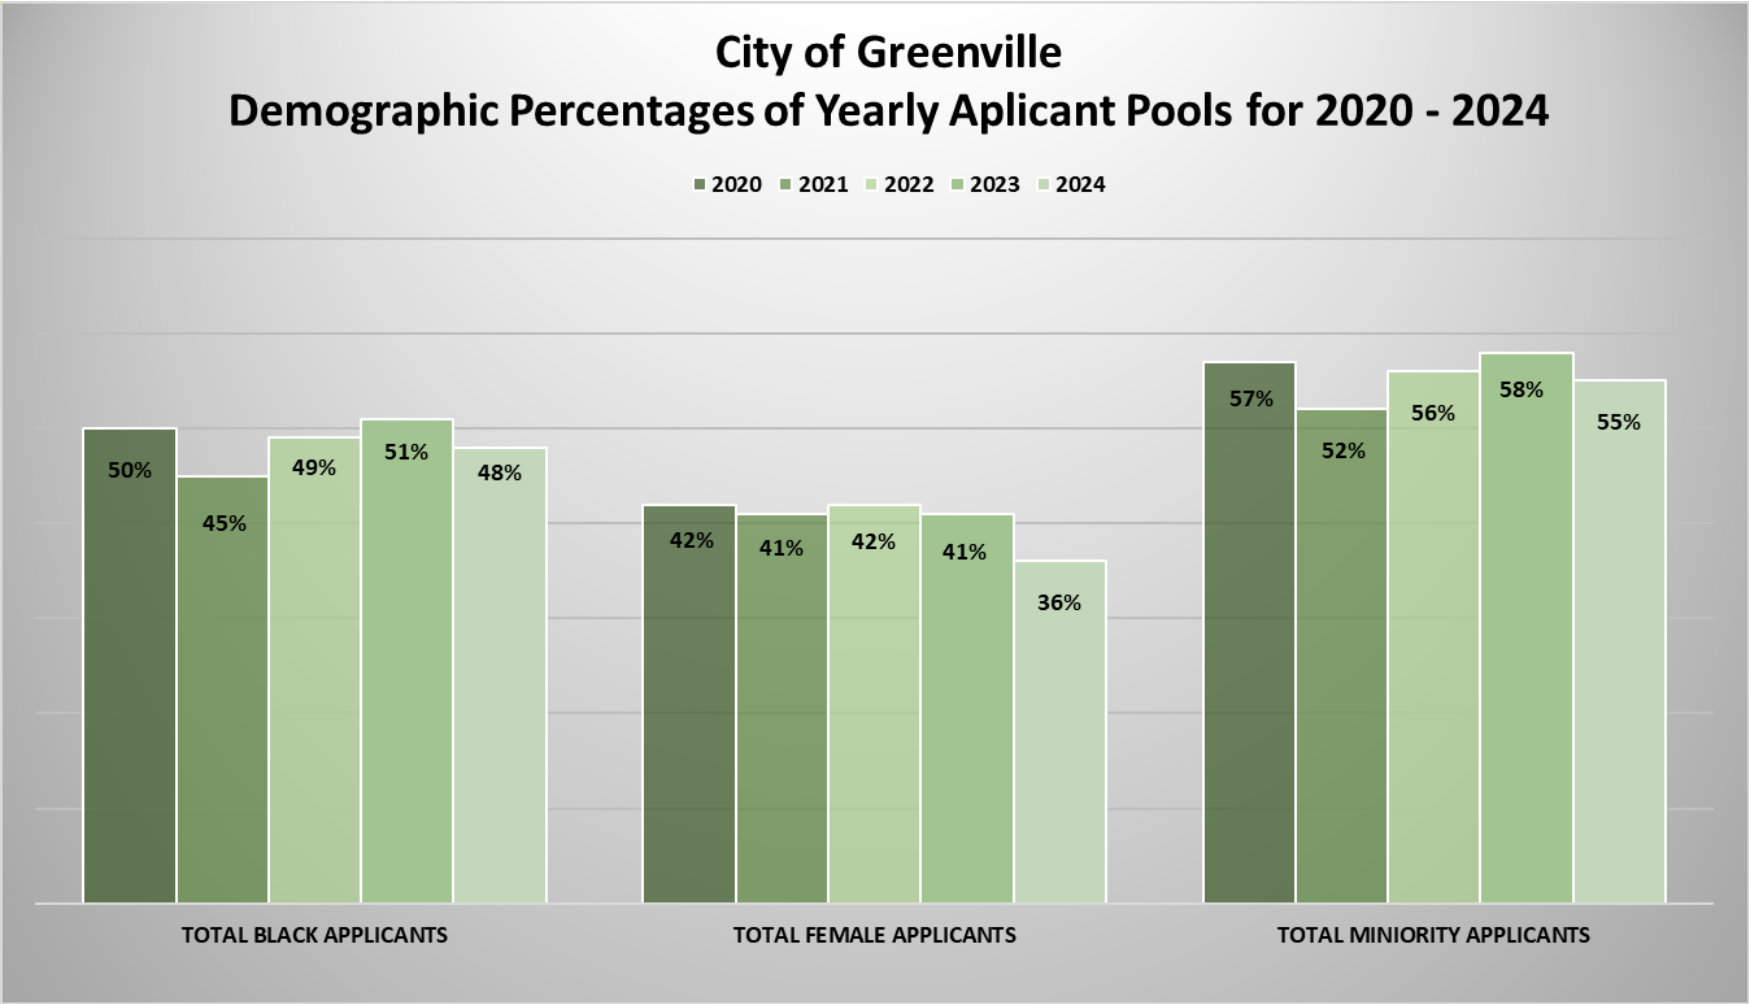 City of Greenville
Demographic Percentages of Yearly Aplicant Pools for 2020 - 2024
2020 2021 2022 2023 2024
50% 45% 49% 51% 48%
42% 41% 42% 41% 36%
57% 52% 56% 58% 55%
TOTAL BLACK APPLICANTS TOTAL FEMALE APPLICANTS TOTAL MINIORITY APPLICANTS